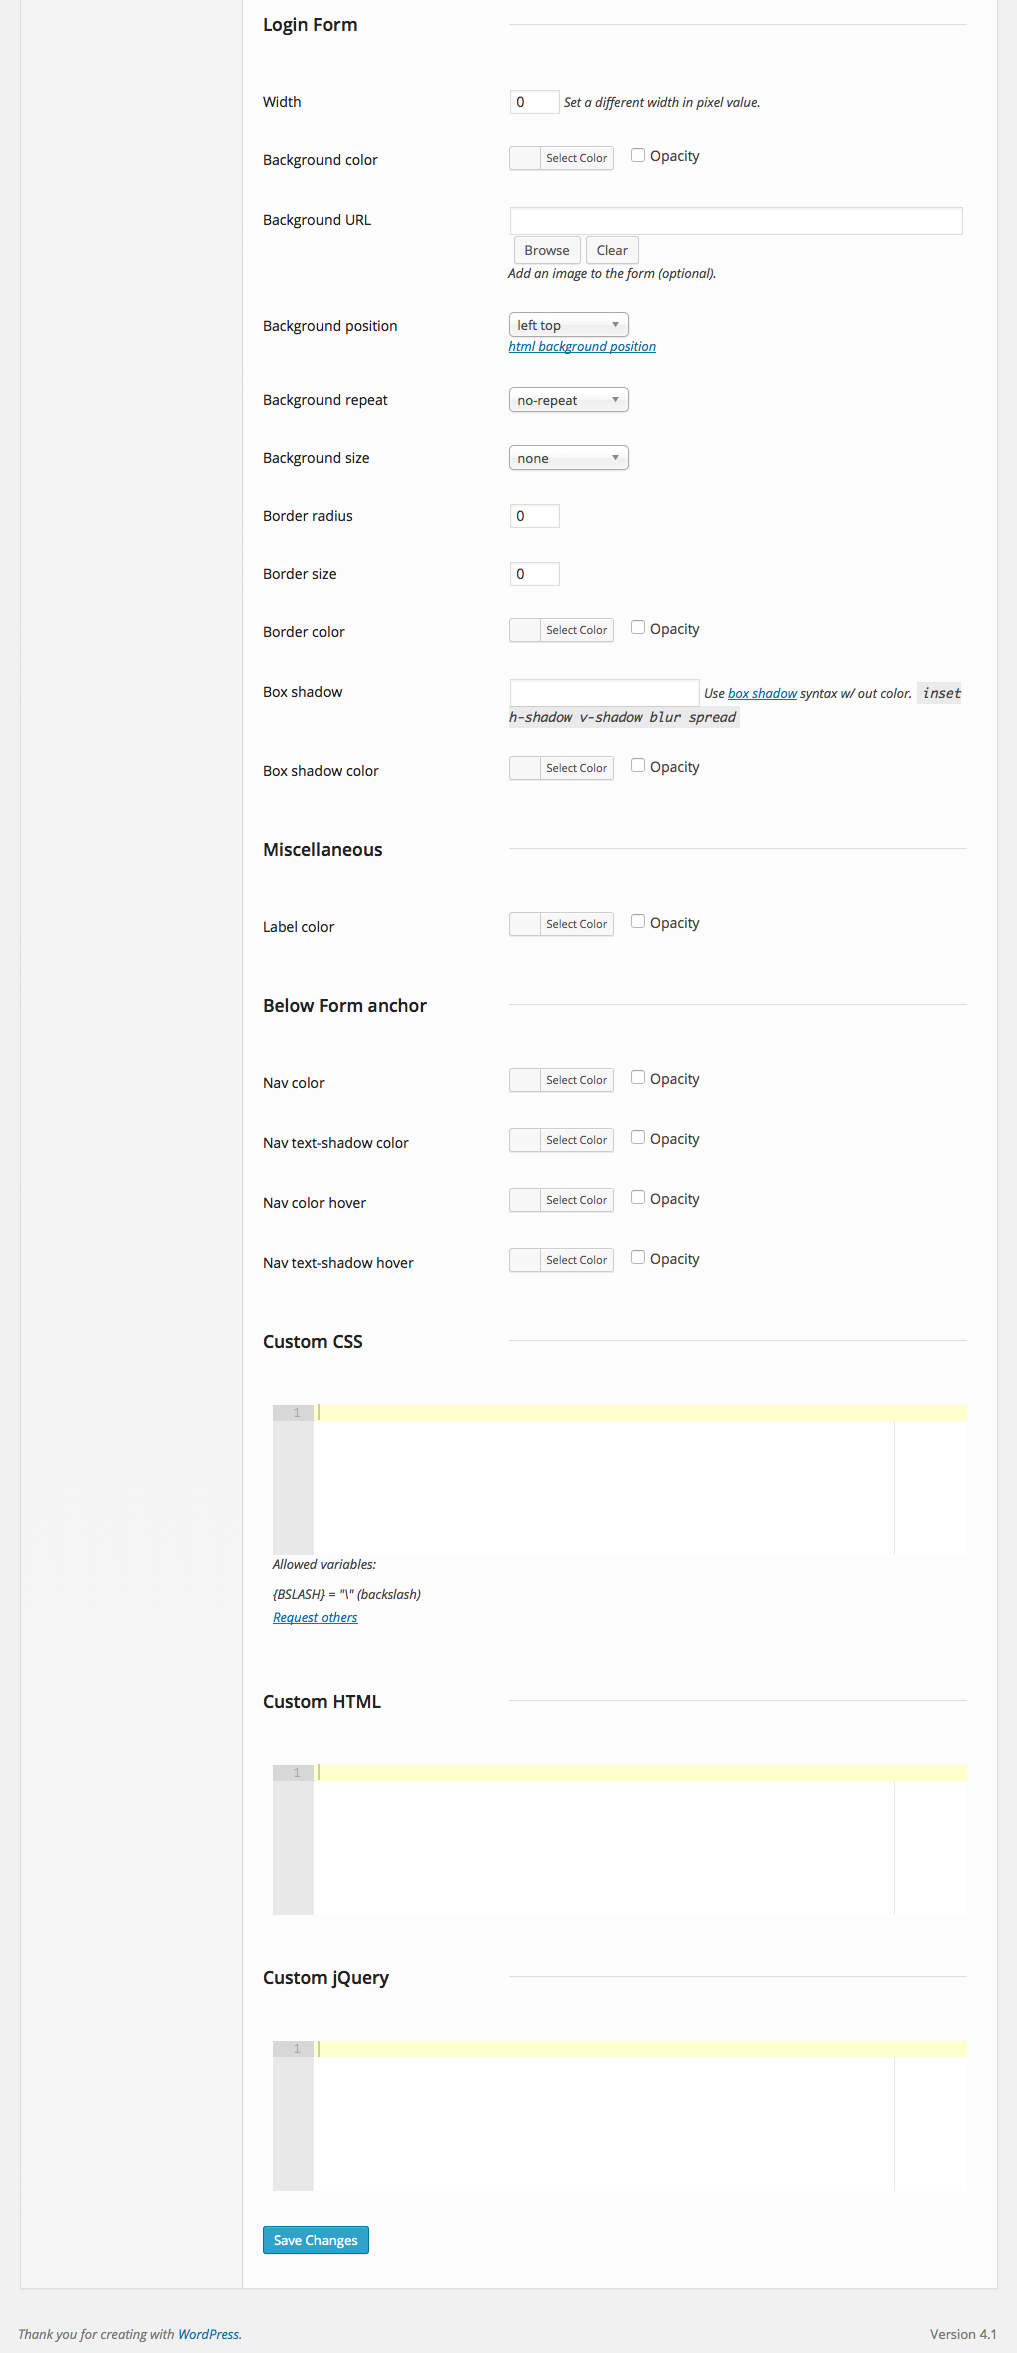 Login Form
Width 0 Set a different width in pixel value.
Background color Select Color Opacity
Background URL
Browse Clear
Add an image to the form (optional).
Background position left top
html background position
Background repeat no-repeat
Background size none
Border radius 0
Border size 0
Border color Select Color Opacity
Box shadow Use box shadow syntax w/ out color. inset
h-shadow v-shadow blur spread
Box shadow color Select Color Opacity
Miscellaneous
Label color Select Color Opacity
Below Form anchor
Nav color Select Color Opacity
Nav text-shadow color Select Color Opacity
Nav color hover Select Color Opacity
Nav text-shadow hover Select Color Opacity
Custom CSS
1
Allowed variables:
{BSLASH} = "\" (backslash)
Request others
Custom HTML
1
Custom jQuery
1
Save Changes
Thank you for creating with WordPress. Version 4.1